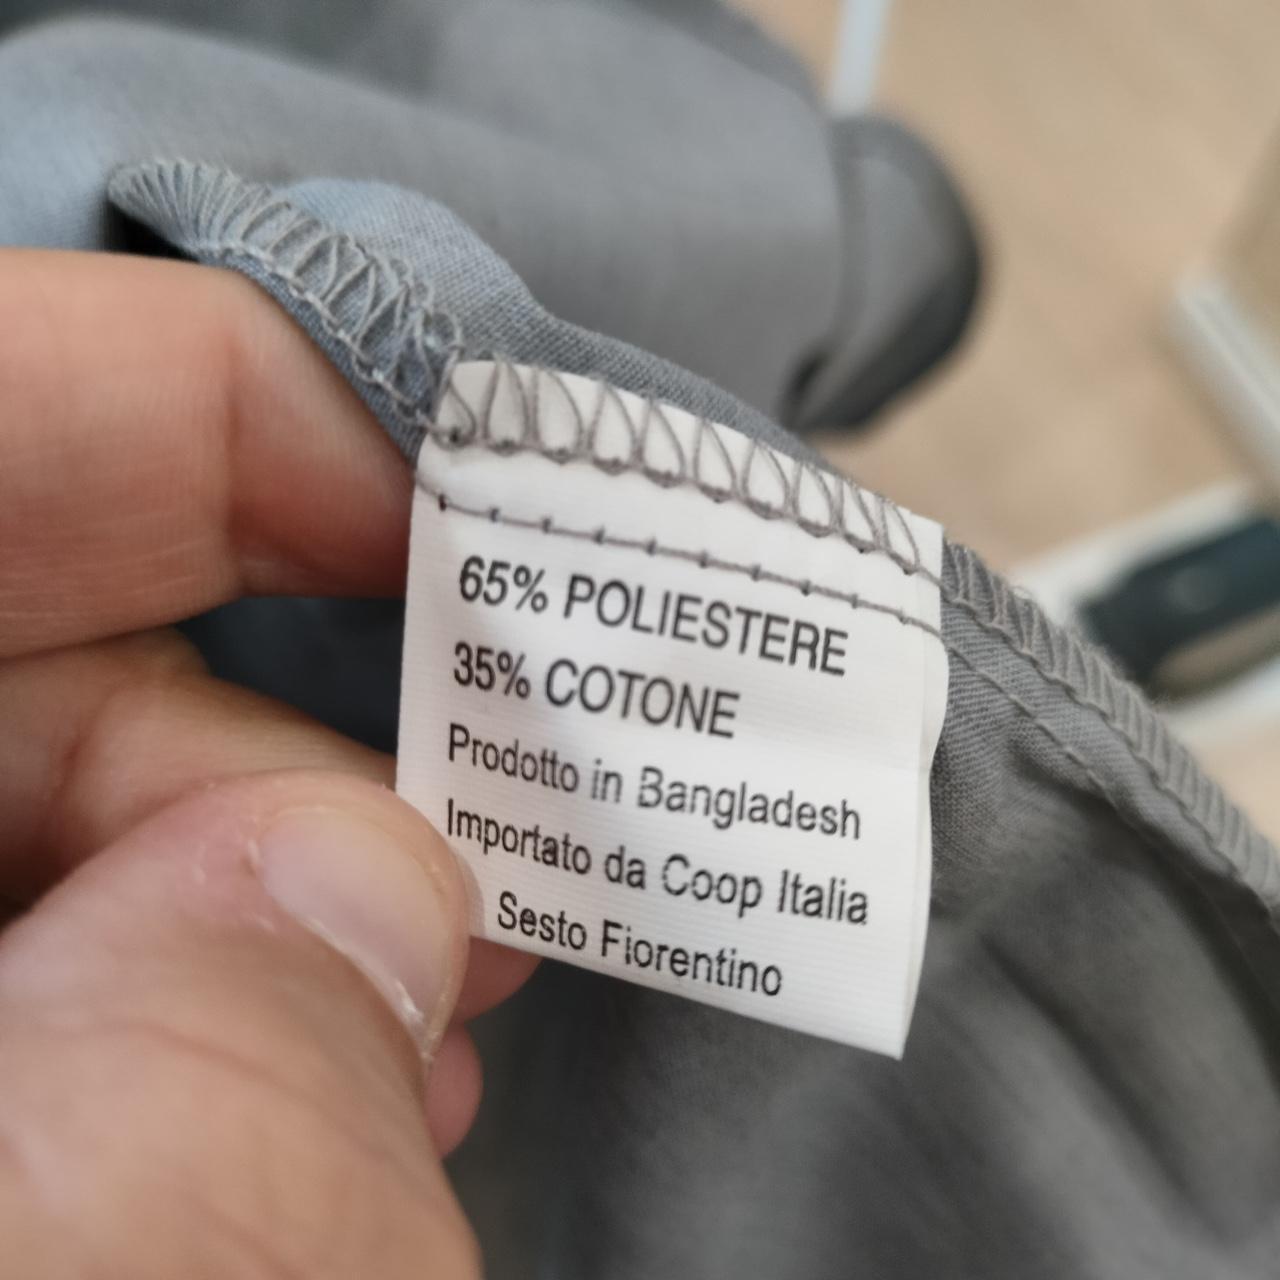 65% POLIESTERE
35% COTONE
Prodotto in Bangladesh
Importato da Coop Italia
Sesto Fiorentino